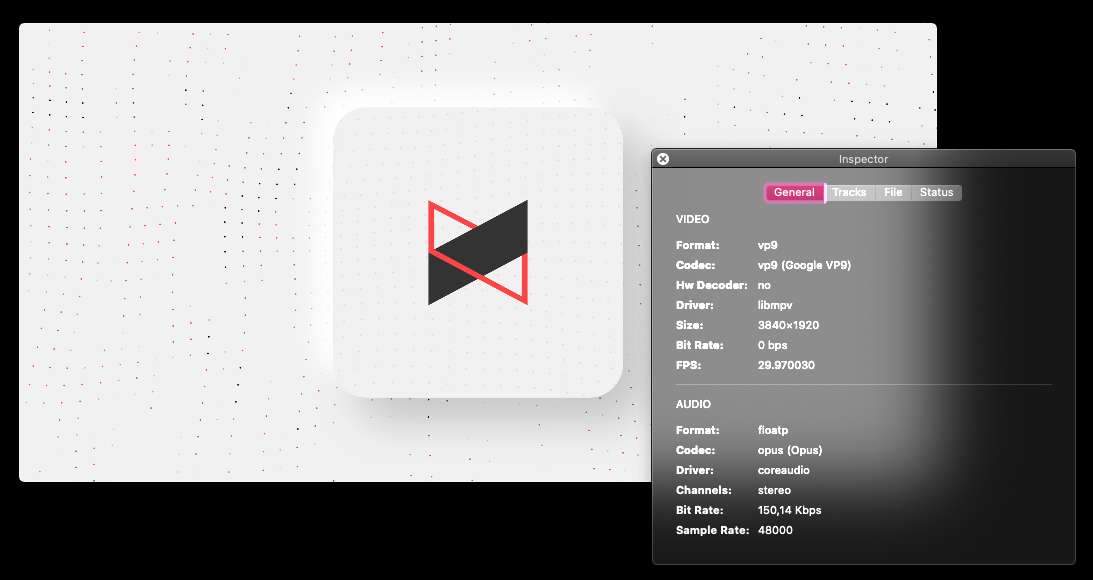 Inspector
General Tracks File Status
VIDEO
Format: vp9
Codec: vp9 (Google VP9)
Hw Decoder: no
Driver: libmpv
Size: 3840×1920
Bit Rate: 0 bps
FPS: 29.970030
AUDIO
Format: floatp
Codec: opus (Opus)
Driver: coreaudio
Channels: stereo
Bit Rate: 150,14 Kbps
Sample Rate: 48000